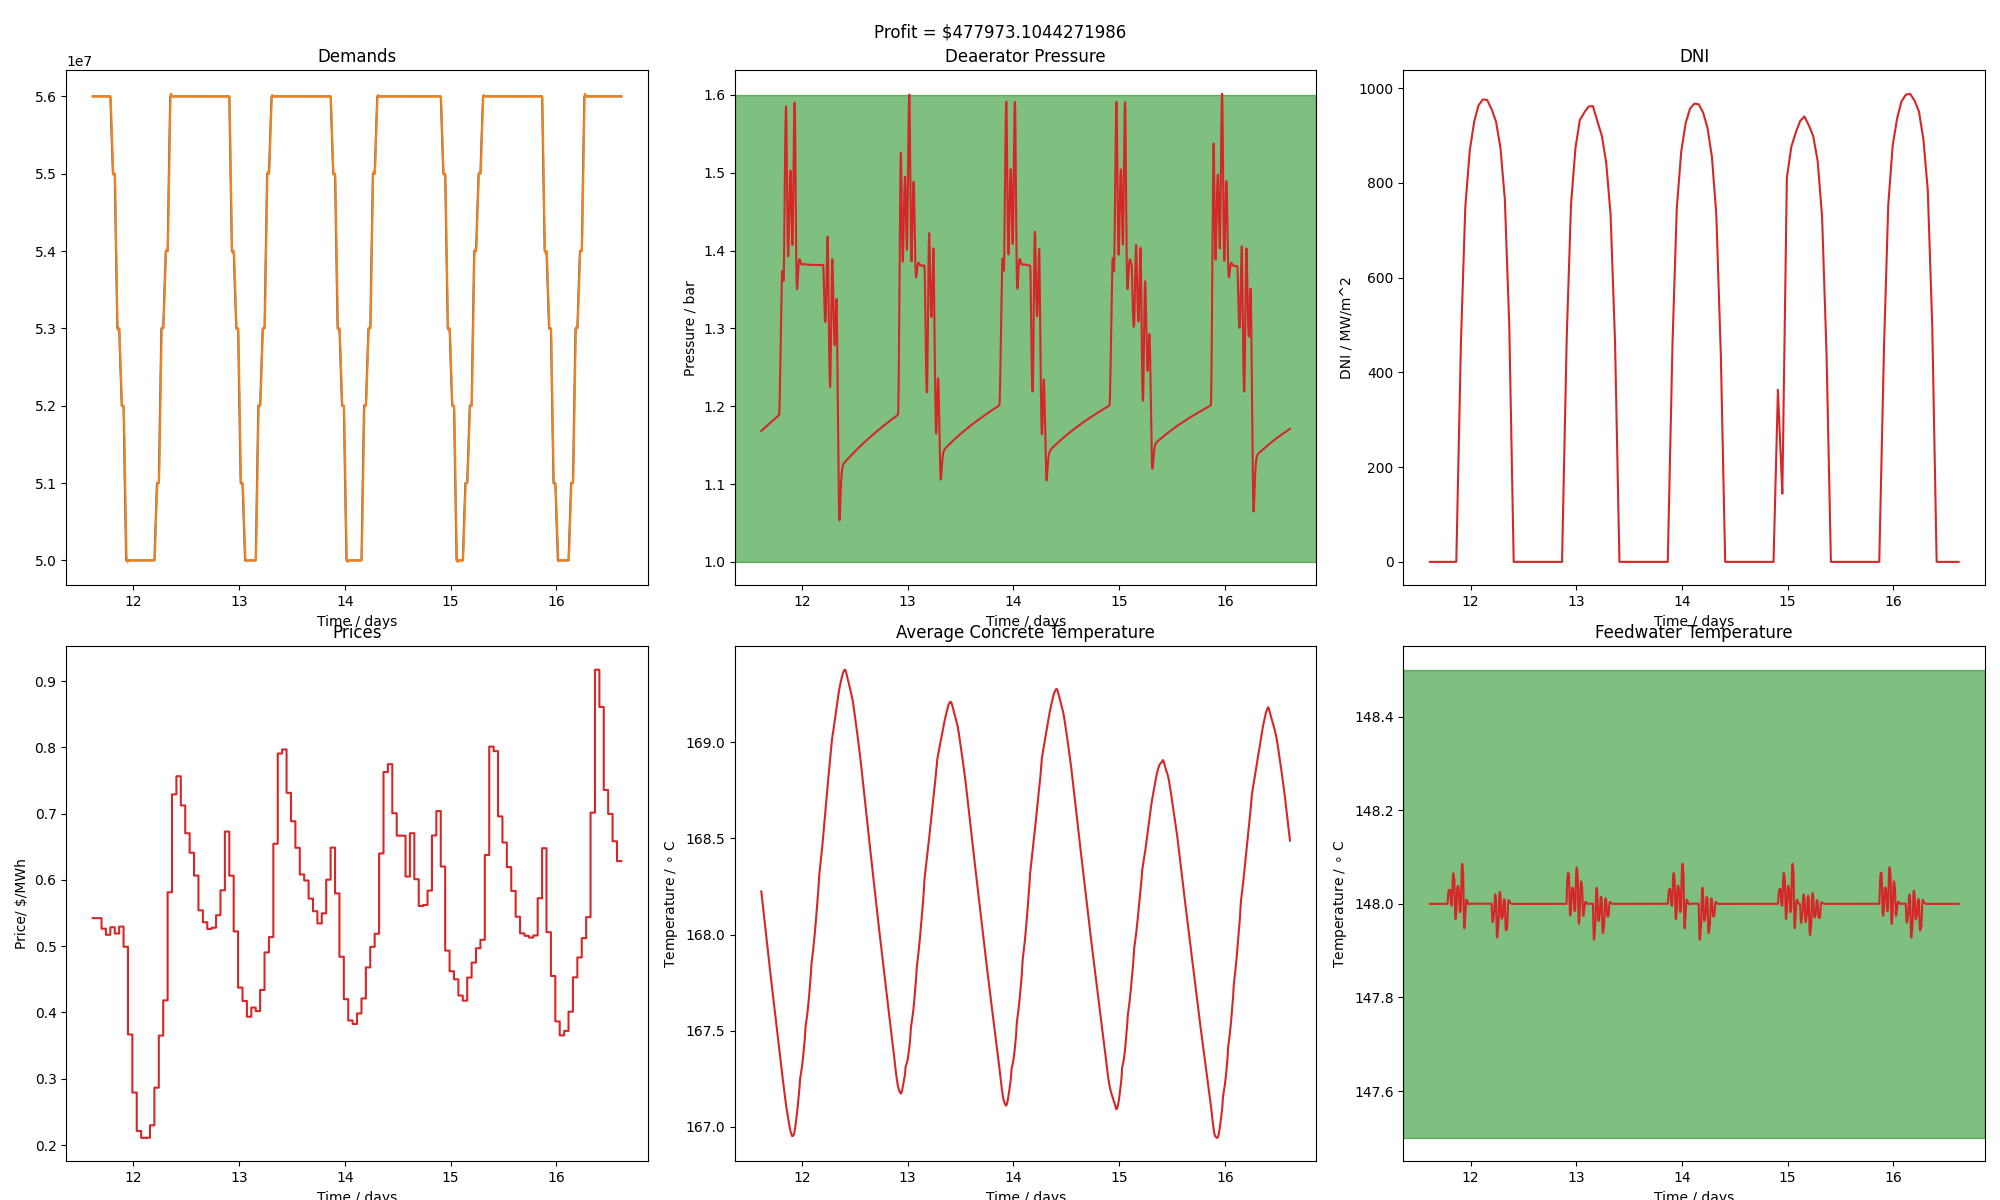 Profit = $477973.1044271986
Demands
1e7
5.6
5.5
5.4
5.3
5.2
5.1
5.0
12 13 14 15 16
Time / days
Deaerator Pressure
Pressure / bar
1.6
1.5
1.4
1.3
1.2
1.1
1.0
12 13 14 15 16
Time / days
DNI
DNI / MW/m^2
1000
800
600
400
200
0
12 13 14 15 16
Time / days
Prices
Price/ $/MWh
0.9
0.8
0.7
0.6
0.5
0.4
0.3
0.2
12 13 14 15 16
Time / days
Average Concrete Temperature
Temperature / ∘ C
169.0
168.5
168.0
167.5
167.0
12 13 14 15 16
Time / days
Feedwater Temperature
Temperature / ∘ C
148.4
148.2
148.0
147.8
147.6
12 13 14 15 16
Time / days